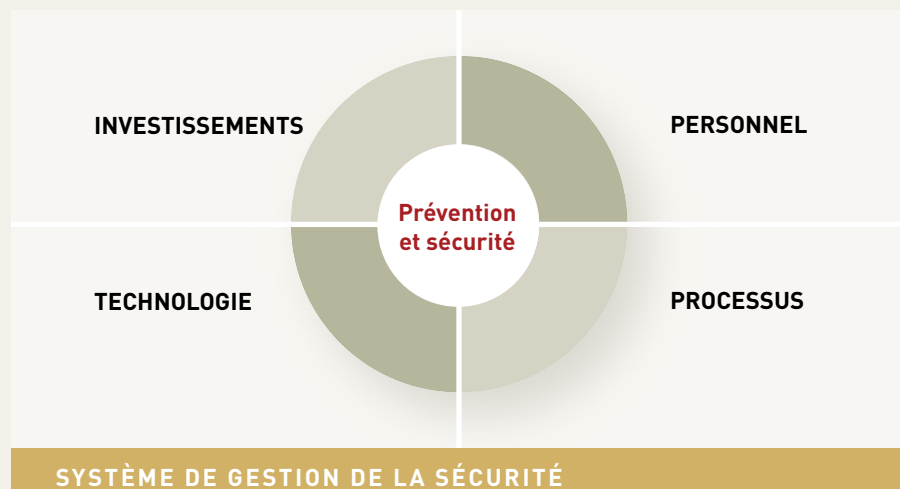 INVESTISSEMENTS
PERSONNEL
Prévention
et sécurité
TECHNOLOGIE
PROCESSUS
SYSTÈME DE GESTION DE LA SÉCURITÉ